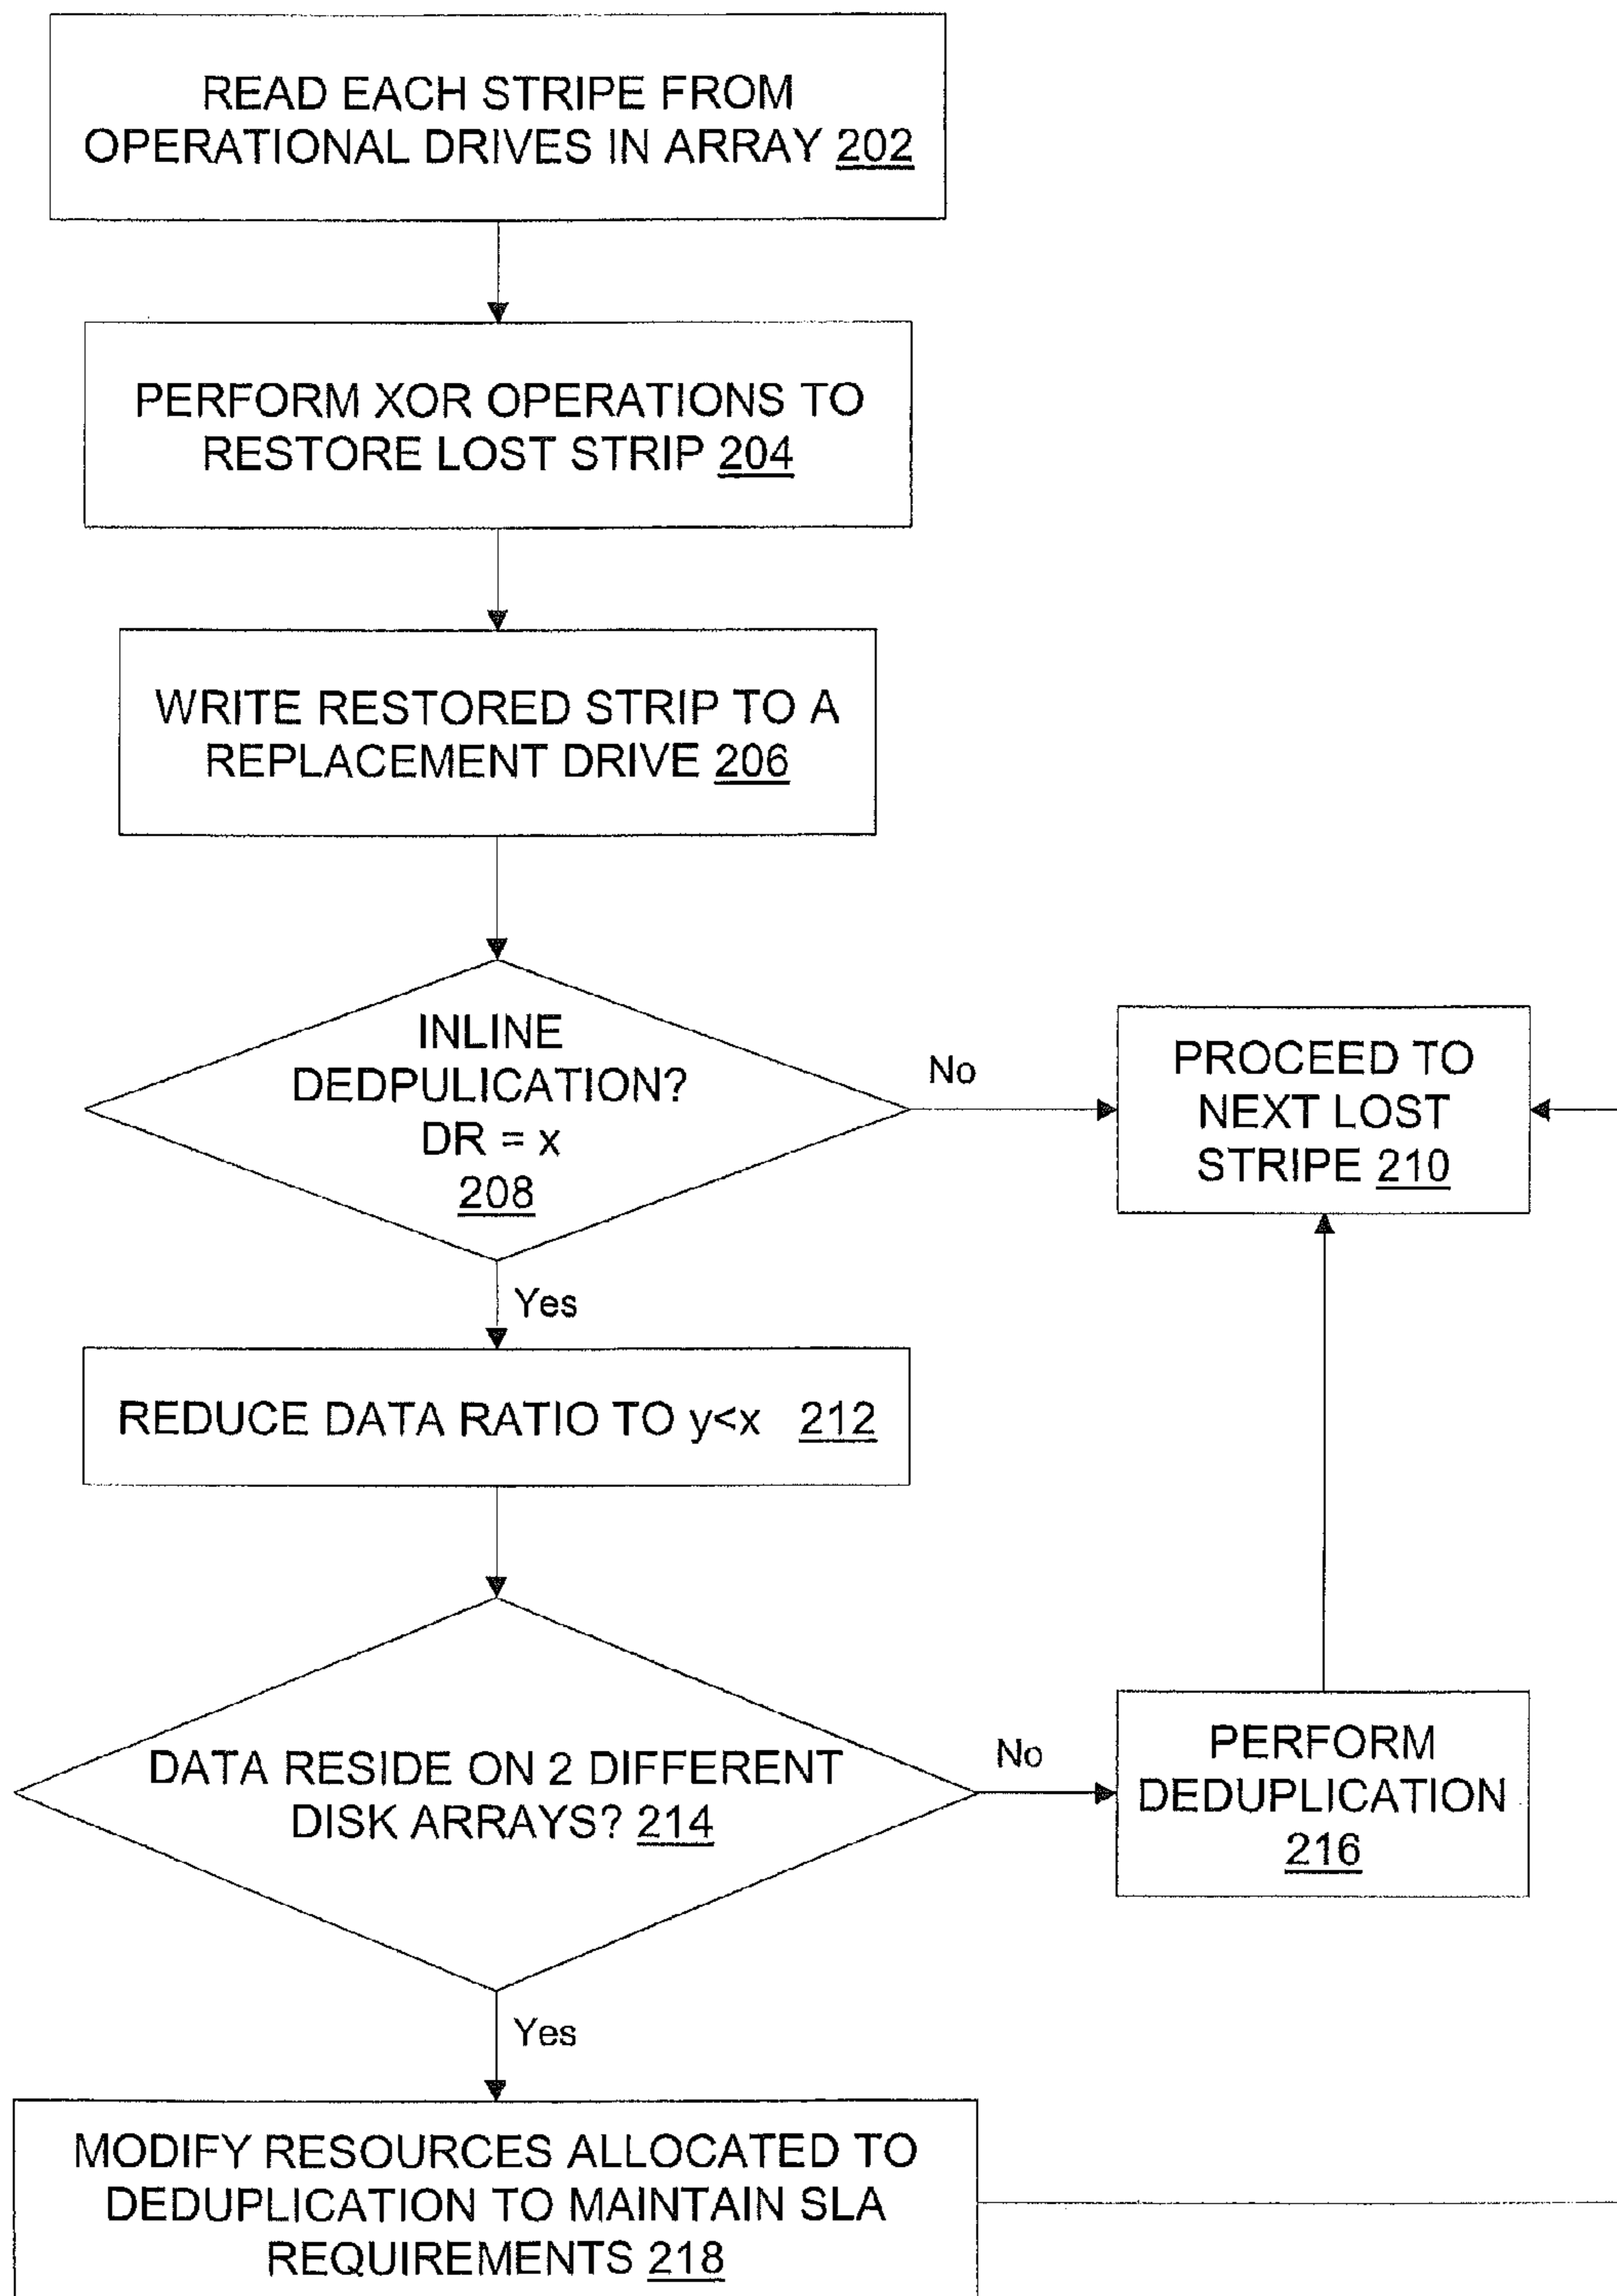 READ EACH STRIPE FROM
OPERATIONAL DRIVES IN ARRAY 202
PERFORM XOR OPERATIONS TO
RESTORE LOST STRIP 204
WRITE RESTORED STRIP TO A
REPLACEMENT DRIVE 206
INLINE
DEDPULICATION?
DR = x
208
No
PROCEED TO
NEXT LOST
STRIPE 210
Yes
REDUCE DATA RATIO TO y<x 212
DATA RESIDE ON 2 DIFFERENT
DISK ARRAYS? 214
No
PERFORM
DEDUPLICATION
216
Yes
MODIFY RESOURCES ALLOCATED TO
DEDUPLICATION TO MAINTAIN SLA
REQUIREMENTS 218